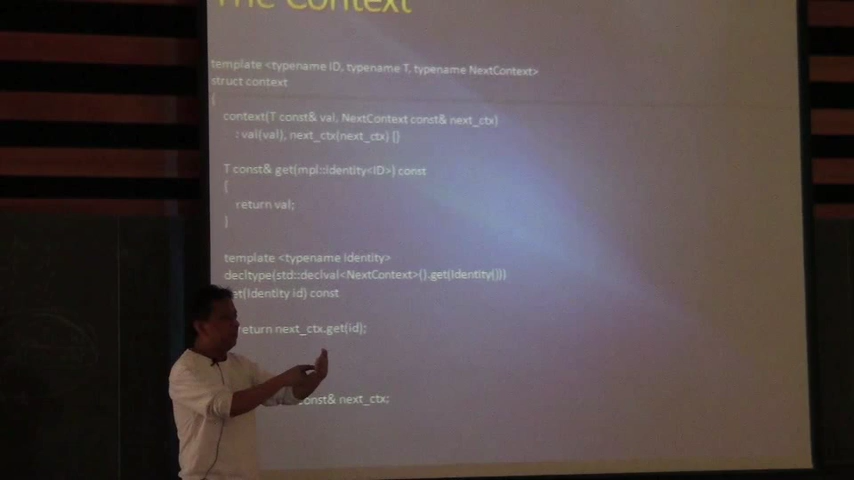 The Context
template <typename ID, typename T, typename NextContext>
struct context
{
context(T const& val, NextContext const& next_ctx)
: val(val), next_ctx(next_ctx) {}
T const& get(mpl::identity<ID>) const
{
return val;
}
template <typename Identity>
decltype(std::declval<NextContext>().get(Identity()))
get(Identity id) const
return next_ctx.get(id);
const& next_ctx;